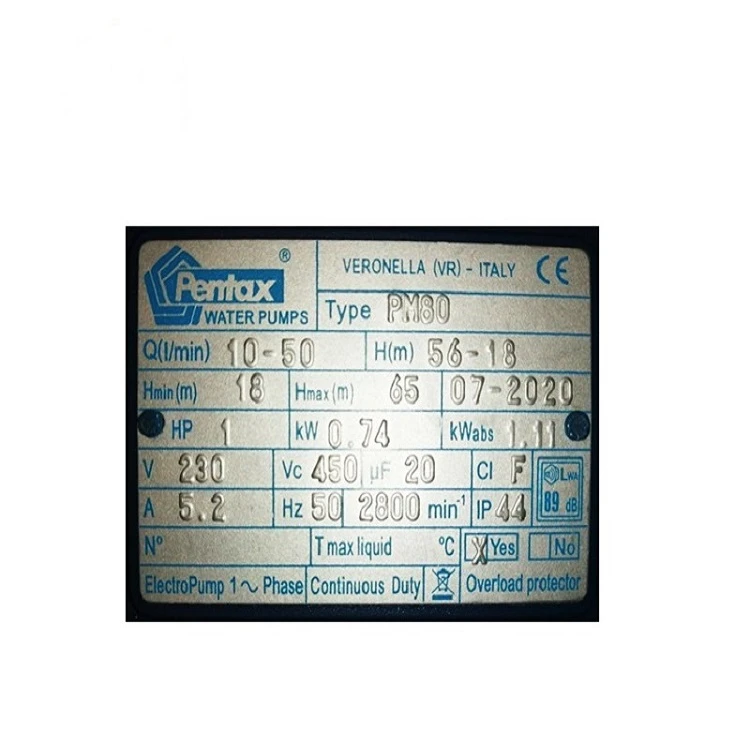 Pentax ®
WATER PUMPS
VERONELLA (VR) - ITALY CE
Type PM80
Q(l/min) 10-50 H(m) 56-18
Hmin (m) 18 Hmax (m) 65 07-2020
HP 1 kW 0.74 kWabs 1.11
V 230 Vc 450 µF 20 Cl F
LWA
89 dB
A 5.2 Hz 50 2800 min⁻¹ IP 44
N° T max liquid °C X Yes No
ElectroPump 1~ Phase Continuous Duty Overload protector